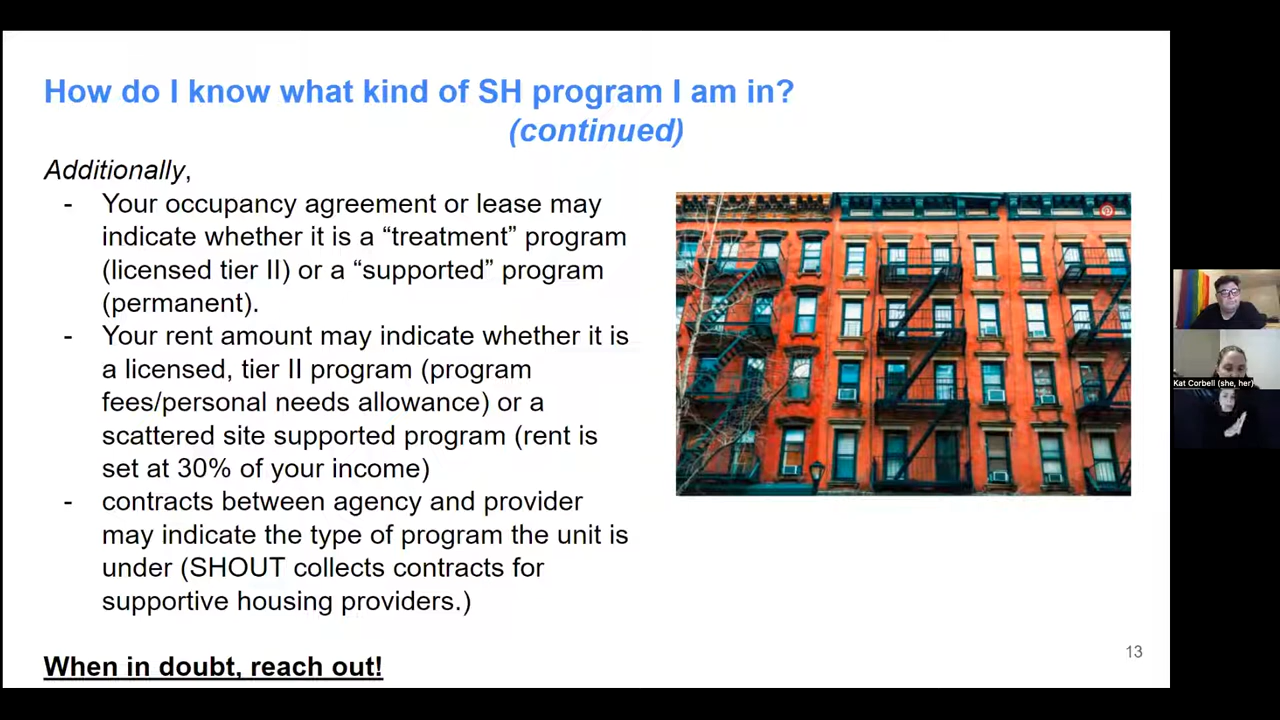 How do I know what kind of SH program I am in?
(continued)
Additionally,
- Your occupancy agreement or lease may
indicate whether it is a “treatment” program
(licensed tier II) or a “supported” program
(permanent).
- Your rent amount may indicate whether it is
a licensed, tier II program (program
fees/personal needs allowance) or a
scattered site supported program (rent is
set at 30% of your income)
- contracts between agency and provider
may indicate the type of program the unit is
under (SHOUT collects contracts for
supportive housing providers.)
When in doubt, reach out!
13
Kat Corbell (she, her)